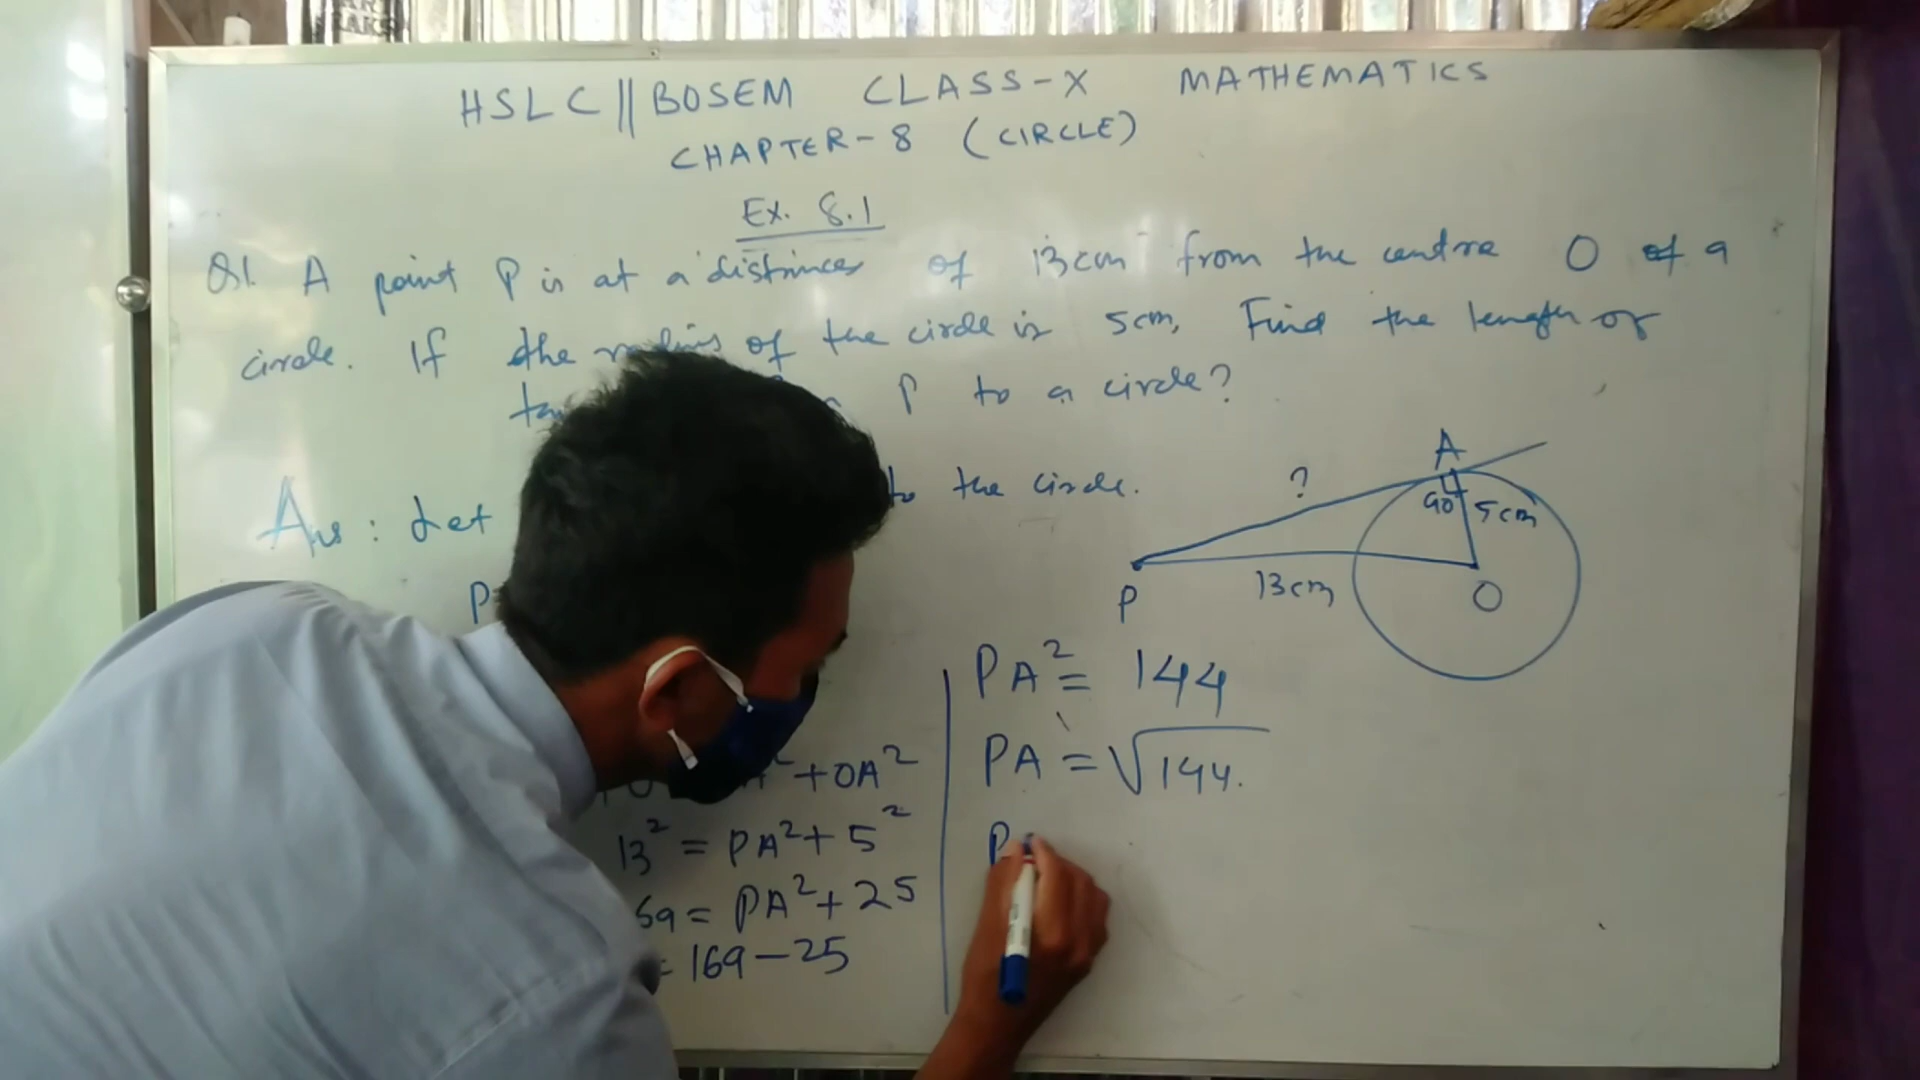 HSLC || BOSEM CLASS-X MATHEMATICS
CHAPTER-8 (CIRCLE)
Ex. 8.1
Q1. A point P is at a distances of 13cm from the centre O of a
circle. If the radius of the circle is 5cm, Find the length of
P to a circle?
Ans: Let to the circle.
A
?
90 5cm
P 13cm O
+OA²
13² = PA² + 5²
69 = PA² + 25
= 169 - 25
PA² = 144
PA = √144.
P